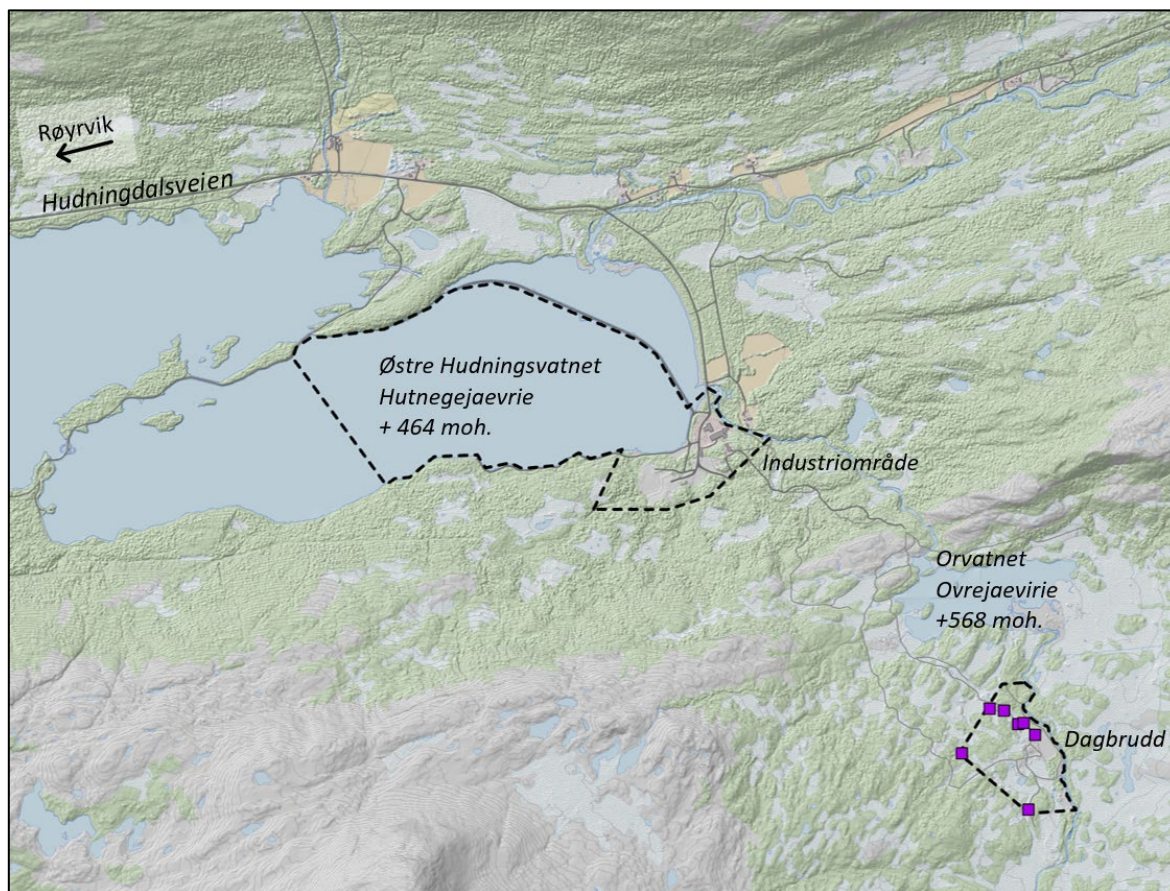 Røyrvik
Hudningdalsveien
Østre Hudningsvatnet
Hutnegejaevrie
+ 464 moh.
Industriområde
Orvatnet
Ovrejaevirie
+568 moh.
Dagbrudd